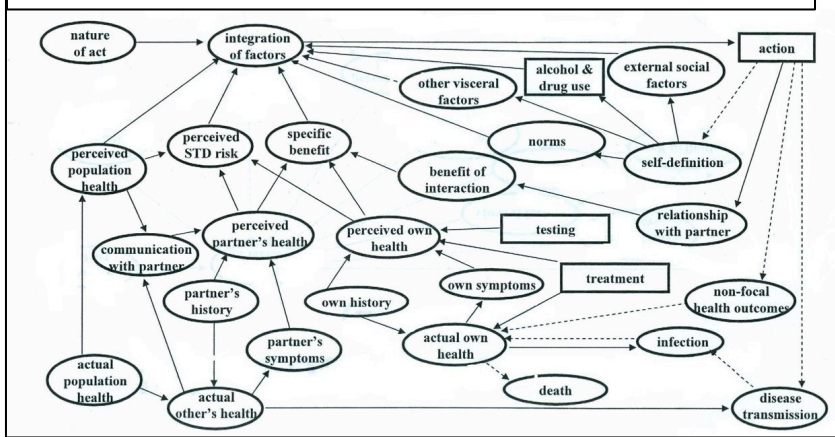 nature
of act
integration
of factors
action
other visceral
factors
alcohol &
drug use
external social
factors
perceived
population
health
perceived
STD risk
specific
benefit
norms
self-definition
benefit of
interaction
communication
with partner
perceived
partner's health
perceived own
health
testing
relationship
with partner
treatment
own symptoms
partner's
history
own history
non-focal
health outcomes
partner's
symptoms
actual own
health
infection
actual
population
health
actual
other's health
death
disease
transmission